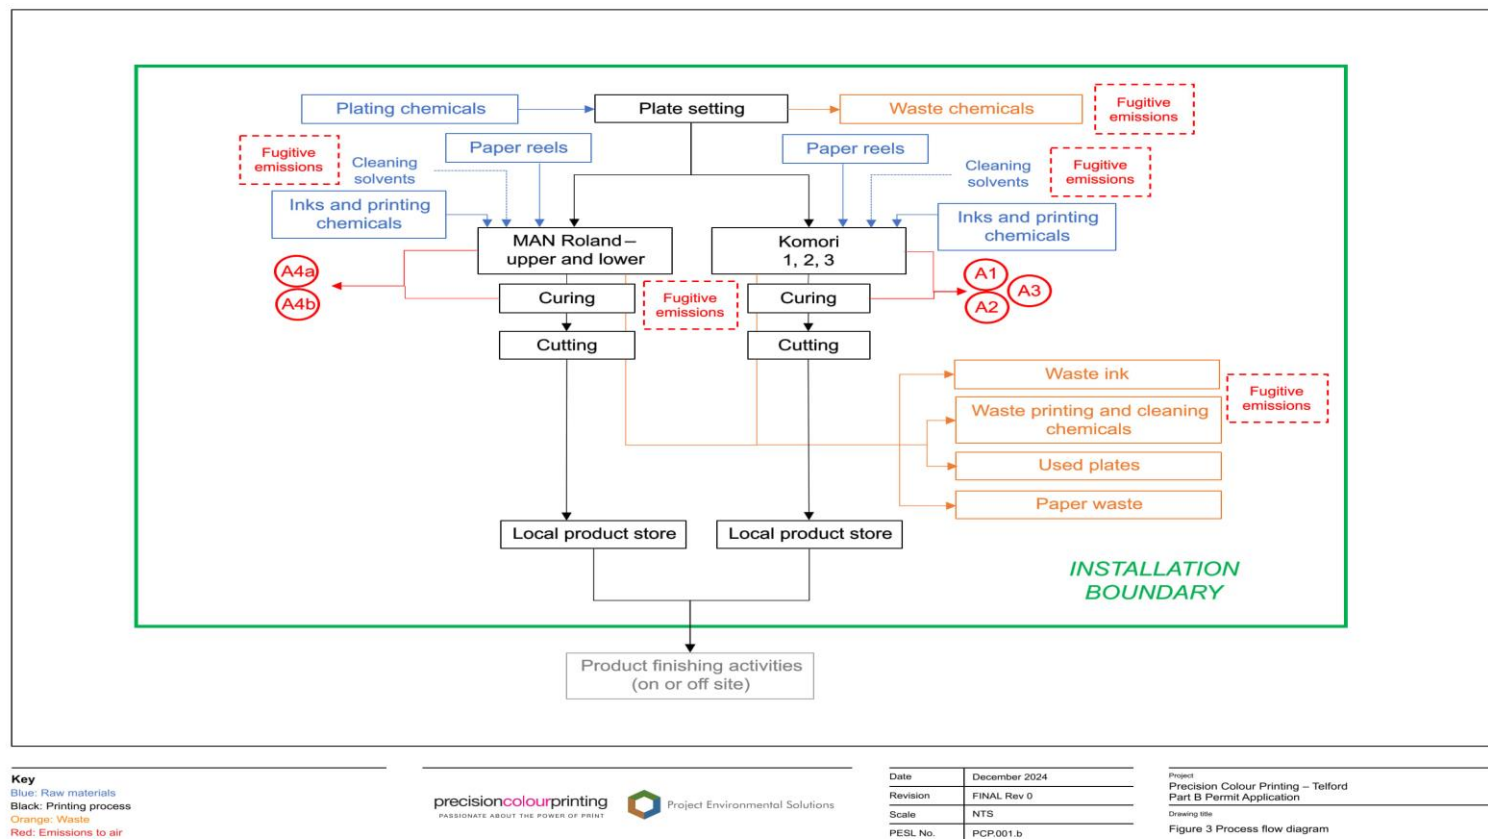 Plating chemicals
Plate setting
Waste chemicals
Fugitive
emissions
Fugitive
emissions
Cleaning
solvents
Paper reels
Paper reels
Cleaning
solvents
Fugitive
emissions
Inks and printing
chemicals
Inks and printing
chemicals
MAN Roland –
upper and lower
Komori
1, 2, 3
A4a
A4b
Curing
Fugitive
emissions
Curing
A1
A2
A3
Cutting
Cutting
Waste ink
Fugitive
emissions
Waste printing and cleaning
chemicals
Used plates
Paper waste
Local product store
Local product store
INSTALLATION
BOUNDARY
Product finishing activities
(on or off site)
Key
Blue: Raw materials
Black: Printing process
Orange: Waste
Red: Emissions to air
precisioncolourprinting
PASSIONATE ABOUT THE POWER OF PRINT
Project Environmental Solutions
Date December 2024
Revision FINAL Rev 0
Scale NTS
PESL No. PCP.001.b
Project
Precision Colour Printing – Telford
Part B Permit Application
Drawing title
Figure 3 Process flow diagram